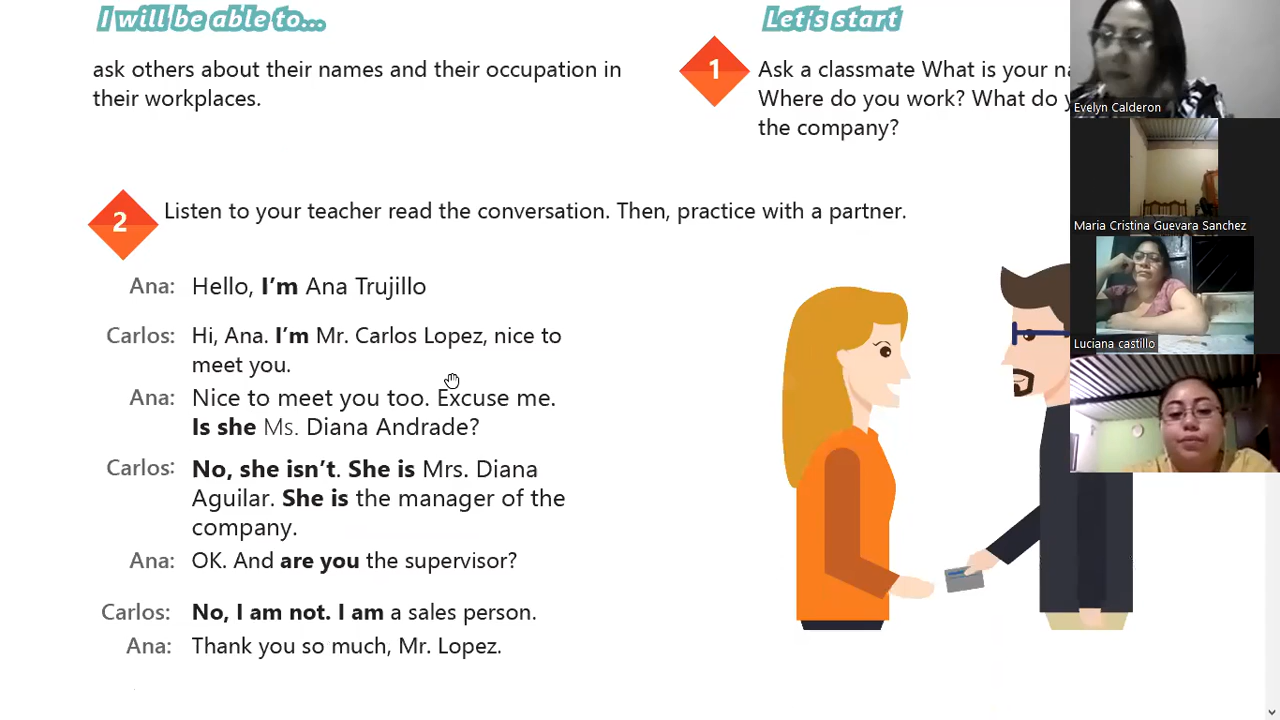 I will be able to...
ask others about their names and their occupation in
their workplaces.
Let's start
1
Ask a classmate What is your
Where do you work? What do
the company?
2
Listen to your teacher read the conversation. Then, practice with a partner.
Ana: Hello, I'm Ana Trujillo
Carlos: Hi, Ana. I'm Mr. Carlos Lopez, nice to
meet you.
Ana: Nice to meet you too. Excuse me.
Is she Ms. Diana Andrade?
Carlos: No, she isn't. She is Mrs. Diana
Aguilar. She is the manager of the
company.
Ana: OK. And are you the supervisor?
Carlos: No, I am not. I am a sales person.
Ana: Thank you so much, Mr. Lopez.
Evelyn Calderon
Maria Cristina Guevara Sanchez
Luciana castillo